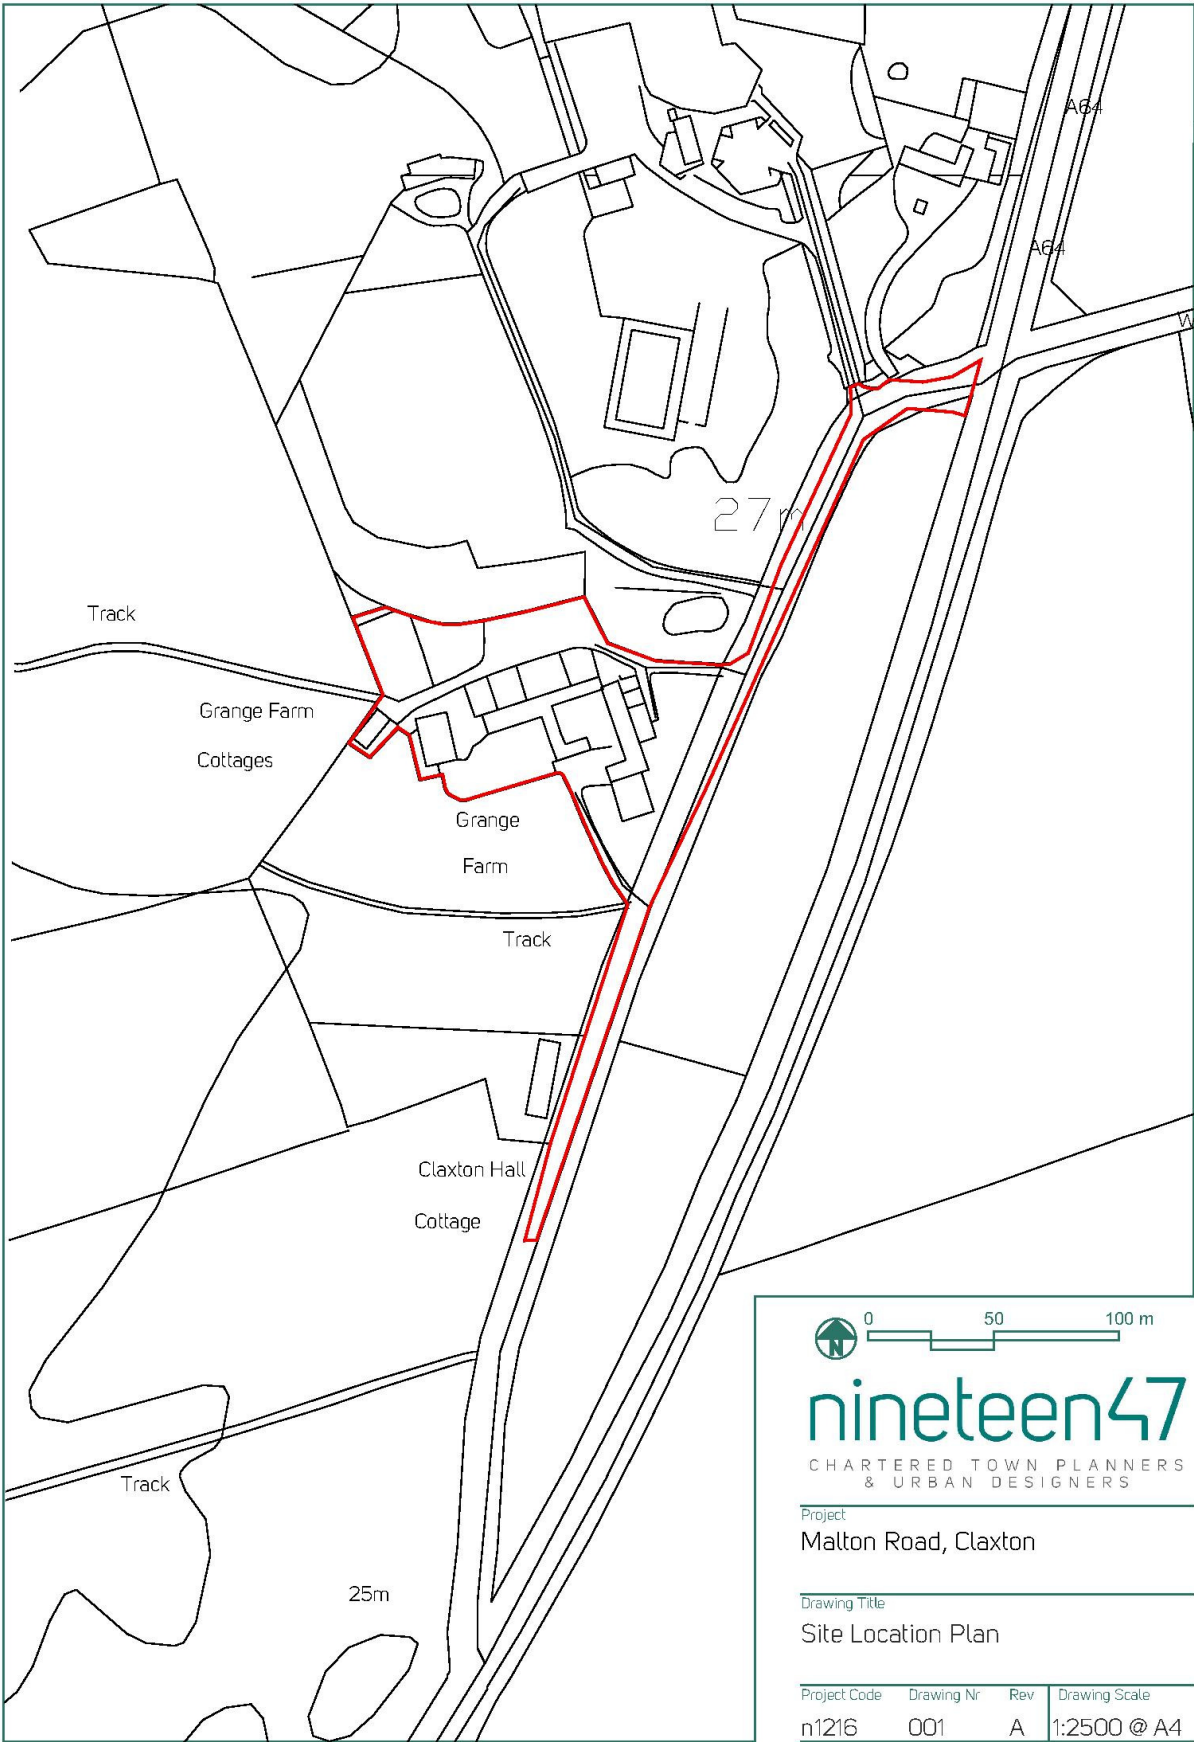 A64
A64
W
27m
Track
Grange Farm
Cottages
Grange
Farm
Track
Claxton Hall
Cottage
Track
25m
N
0 50 100 m
nineteen47
CHARTERED TOWN PLANNERS
& URBAN DESIGNERS
Project
Malton Road, Claxton
Drawing Title
Site Location Plan
Project Code Drawing Nr Rev Drawing Scale
n1216 001 A 1:2500 @ A4